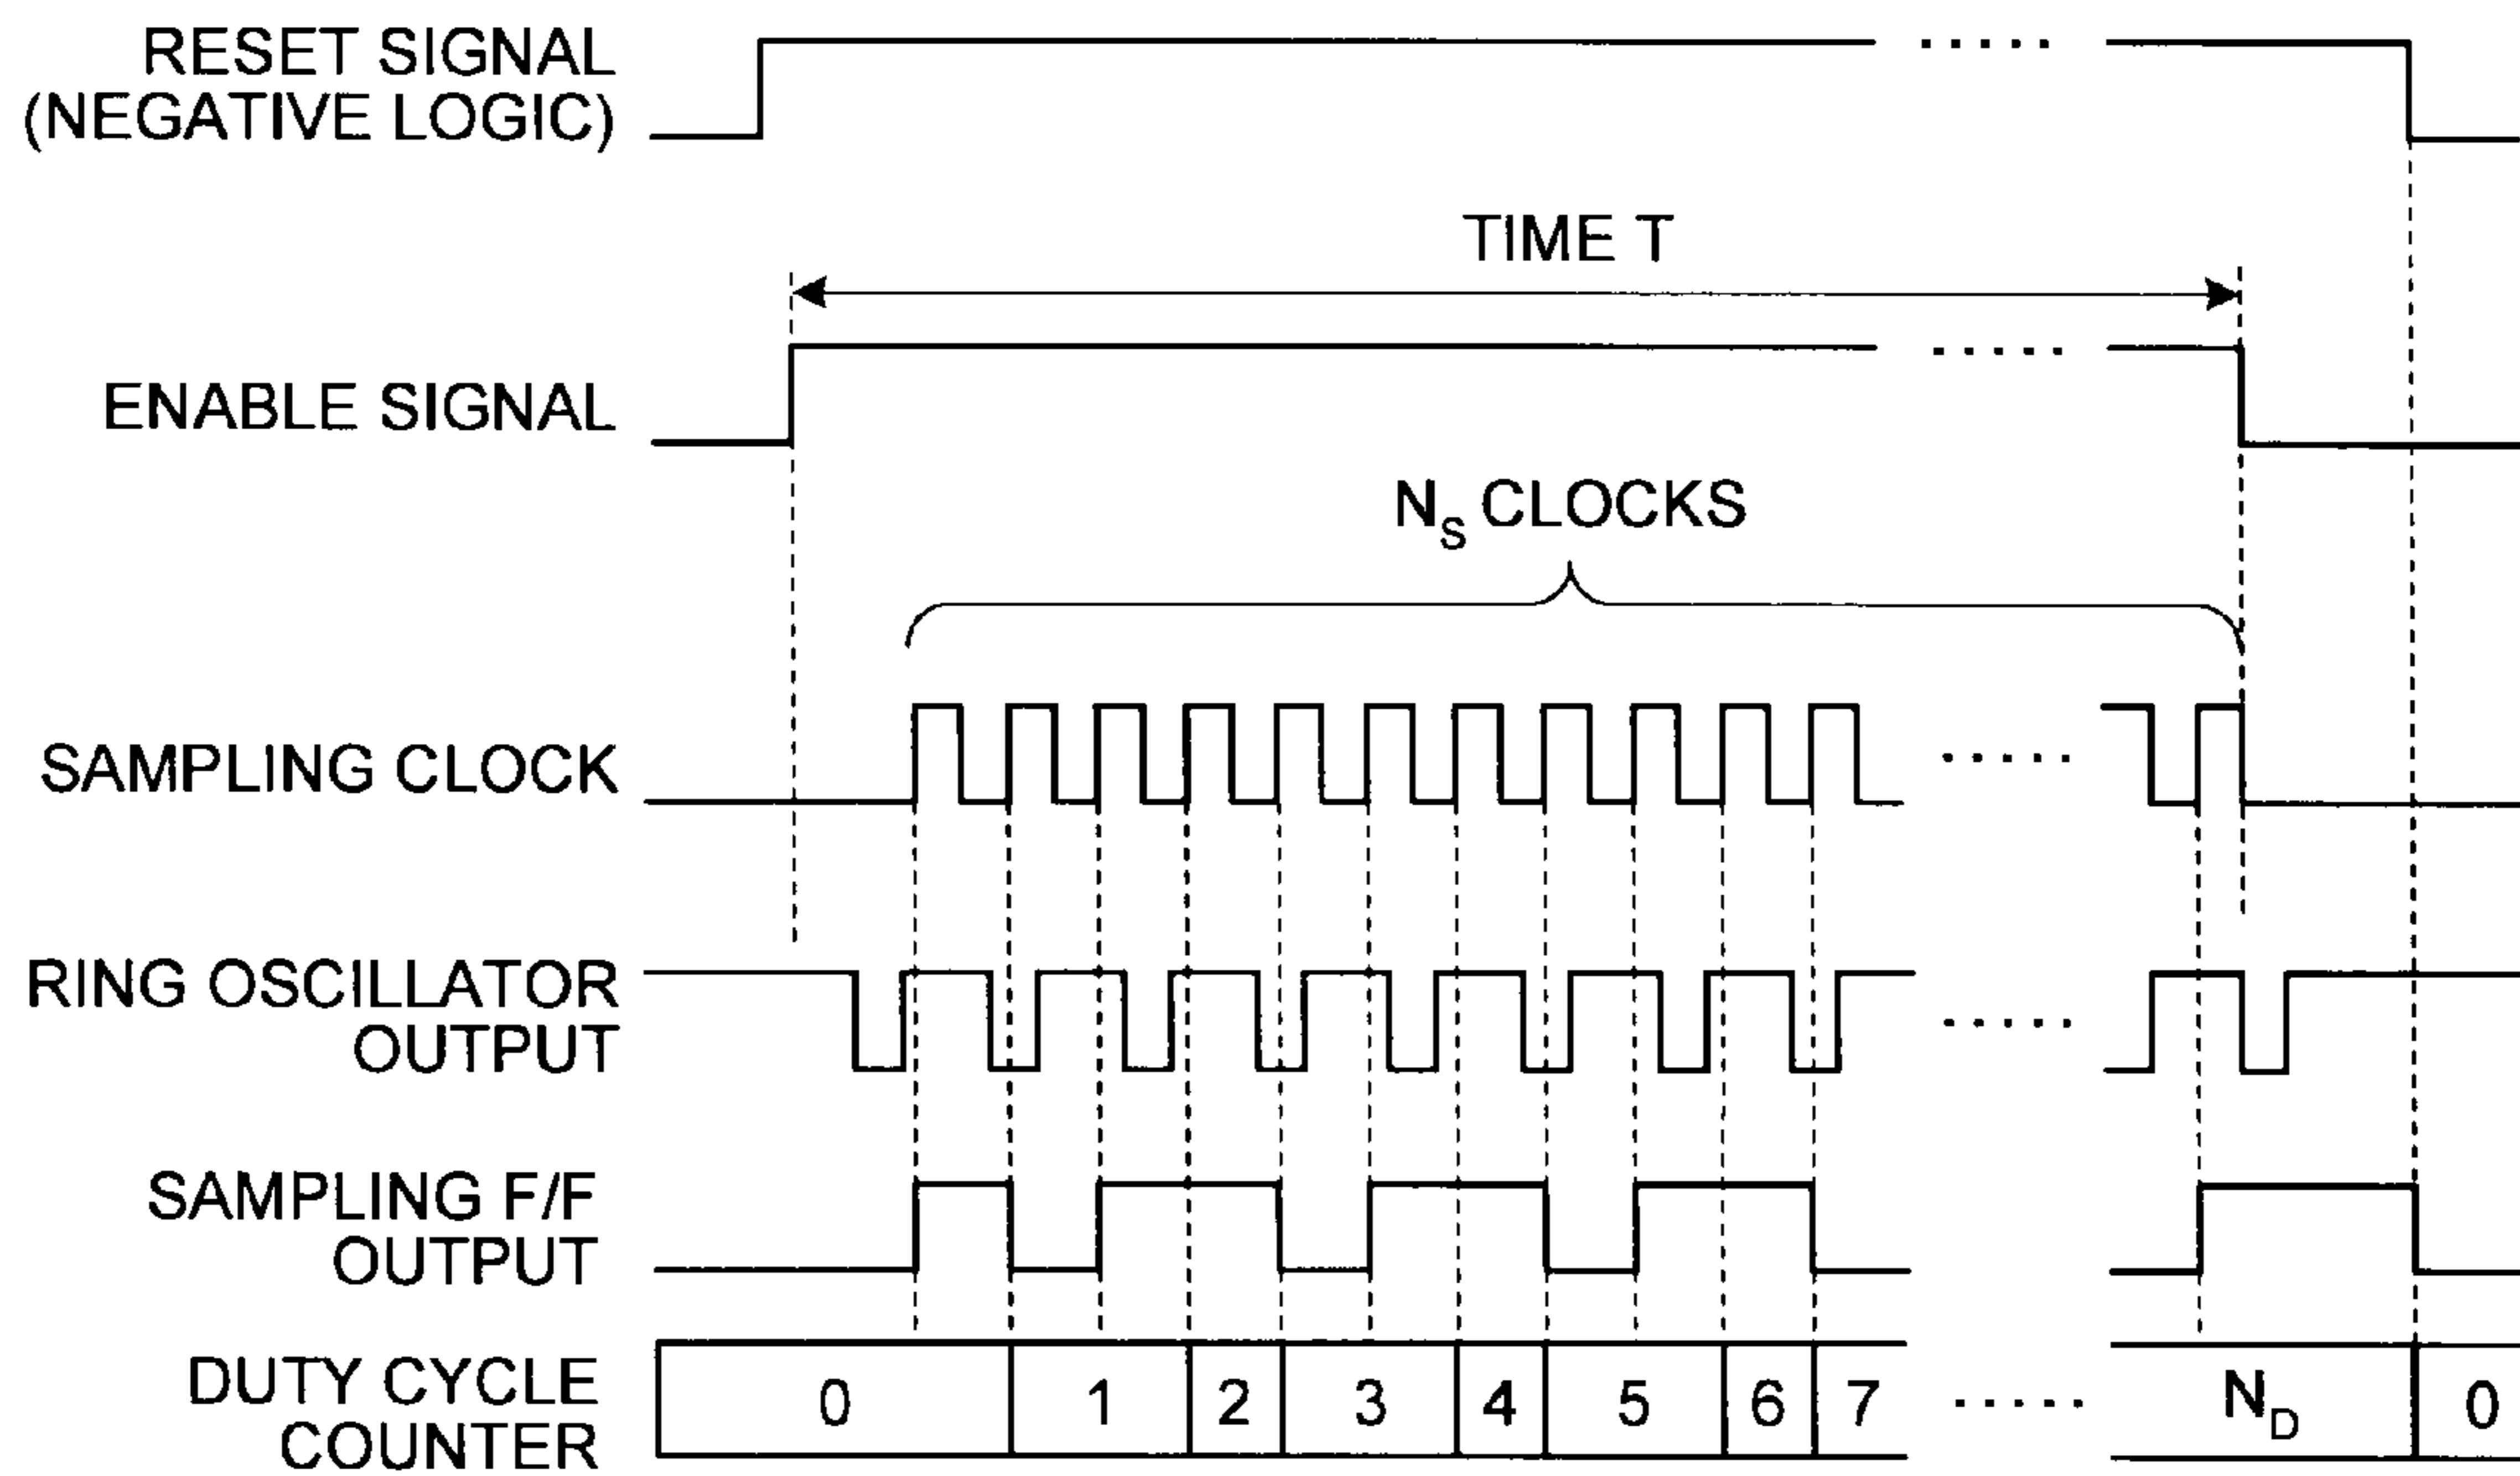 RESET SIGNAL
(NEGATIVE LOGIC)
.....
TIME T
ENABLE SIGNAL
.....
N_S CLOCKS
SAMPLING CLOCK
.....
RING OSCILLATOR
OUTPUT
.....
SAMPLING F/F
OUTPUT
DUTY CYCLE
COUNTER
0 1 2 3 4 5 6 7 ..... N_D 0